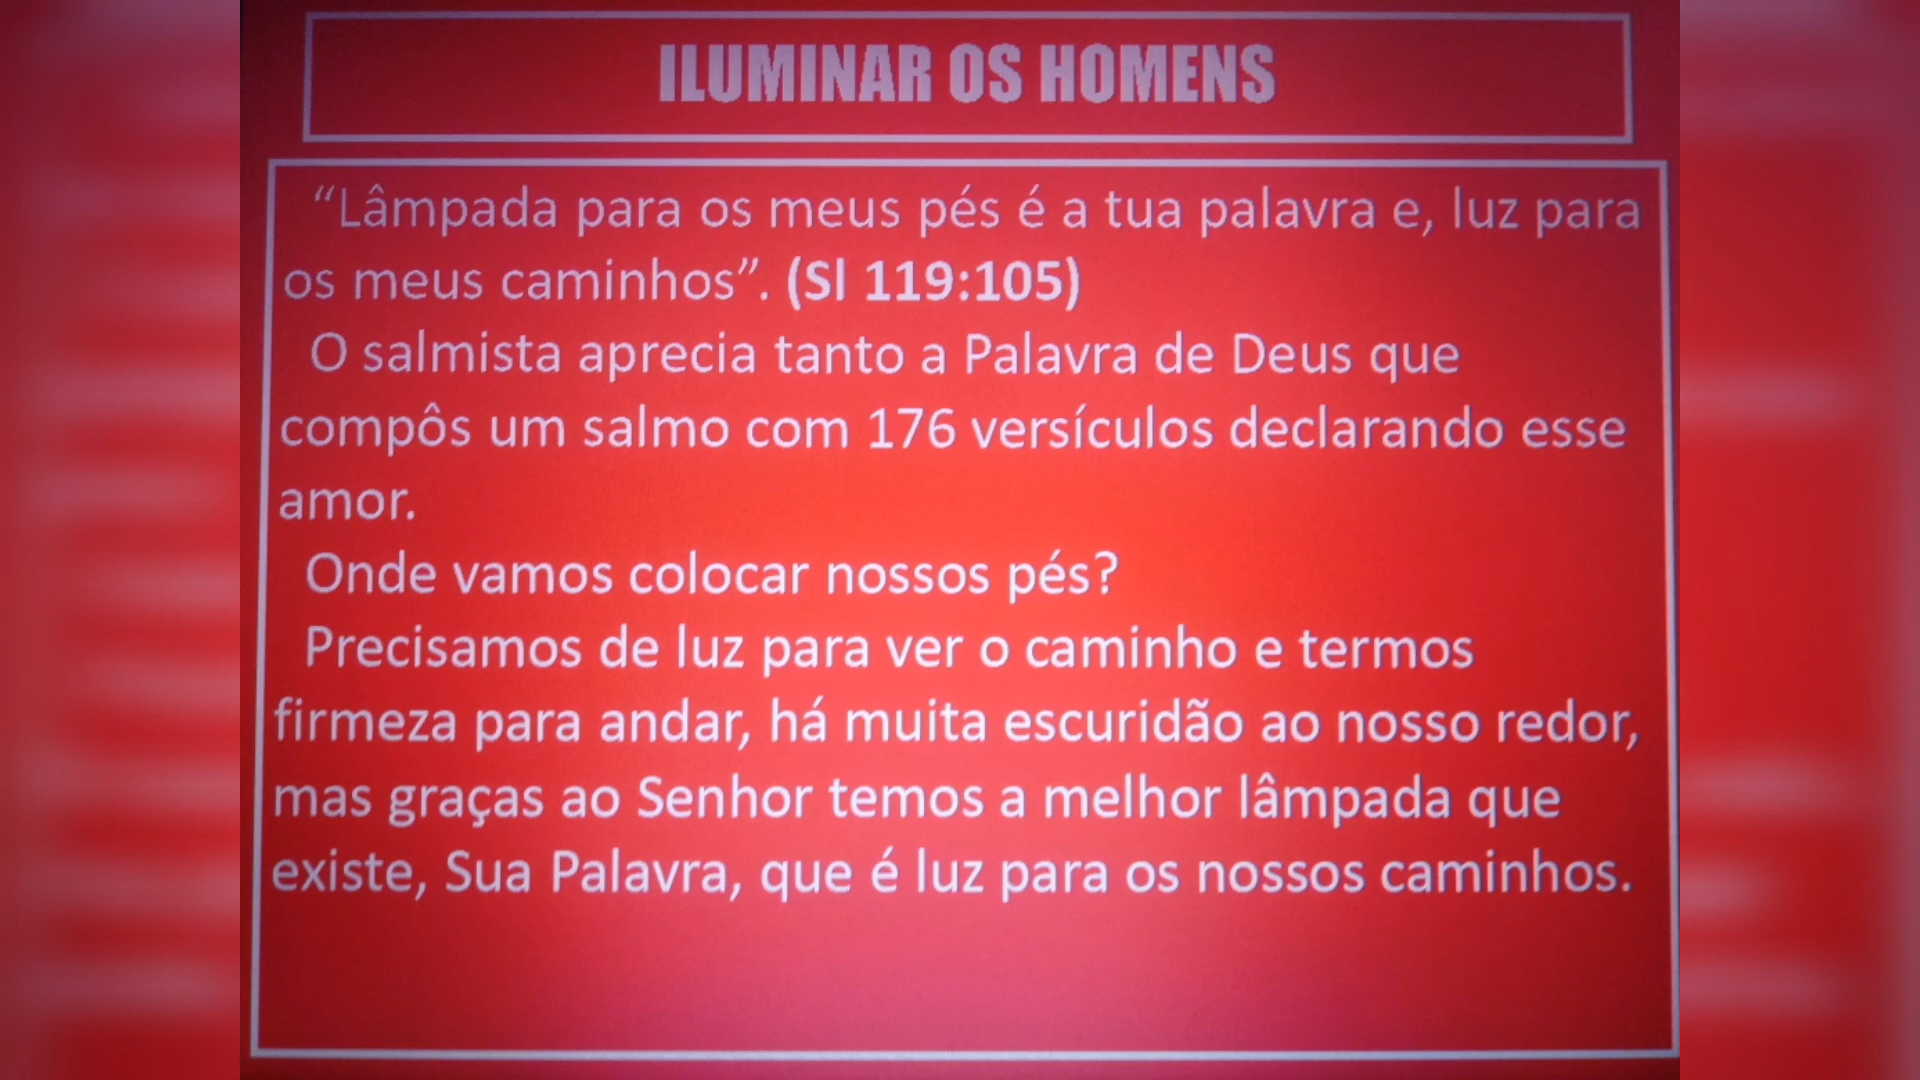 ILUMINAR OS HOMENS
“Lâmpada para os meus pés é a tua palavra e, luz para
os meus caminhos”. (Sl 119:105)
O salmista aprecia tanto a Palavra de Deus que
compôs um salmo com 176 versículos declarando esse
amor.
Onde vamos colocar nossos pés?
Precisamos de luz para ver o caminho e termos
firmeza para andar, há muita escuridão ao nosso redor,
mas graças ao Senhor temos a melhor lâmpada que
existe, Sua Palavra, que é luz para os nossos caminhos.